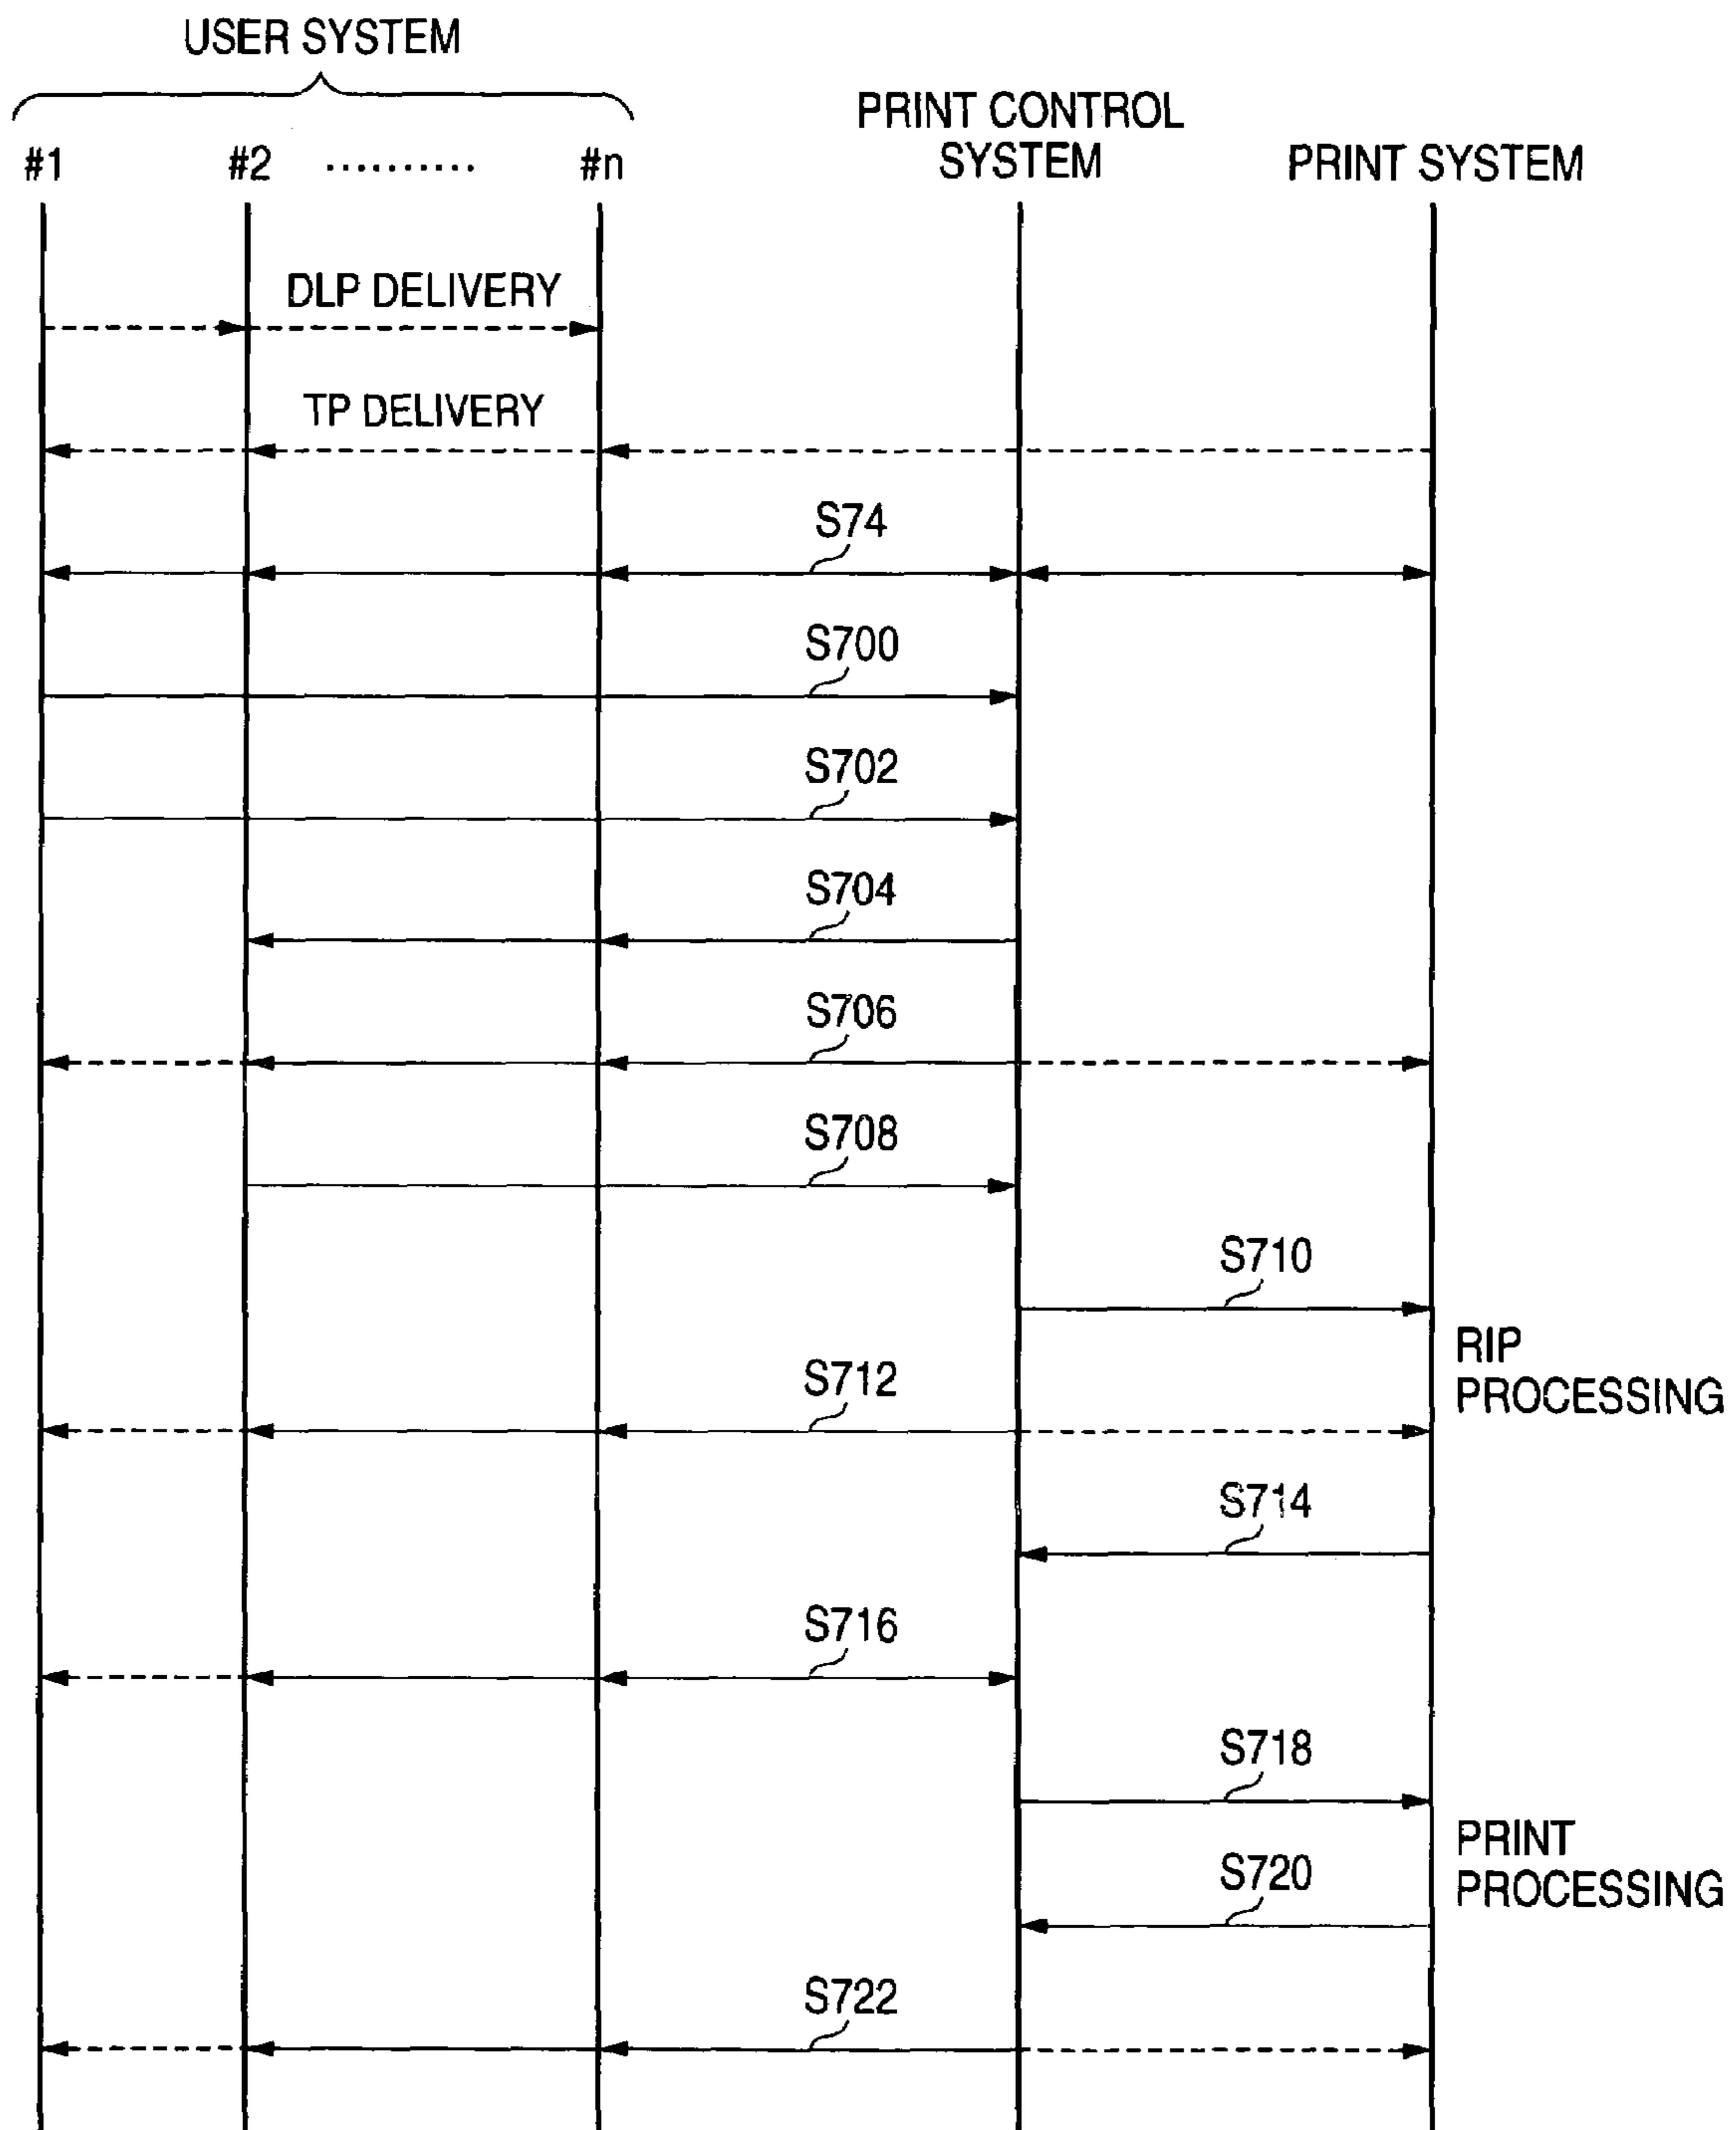 USER SYSTEM
PRINT CONTROL
SYSTEM
PRINT SYSTEM
#1
#2
..........
#n
DLP DELIVERY
TP DELIVERY
S74
S700
S702
S704
S706
S708
S710
RIP
PROCESSING
S712
S714
S716
S718
PRINT
PROCESSING
S720
S722